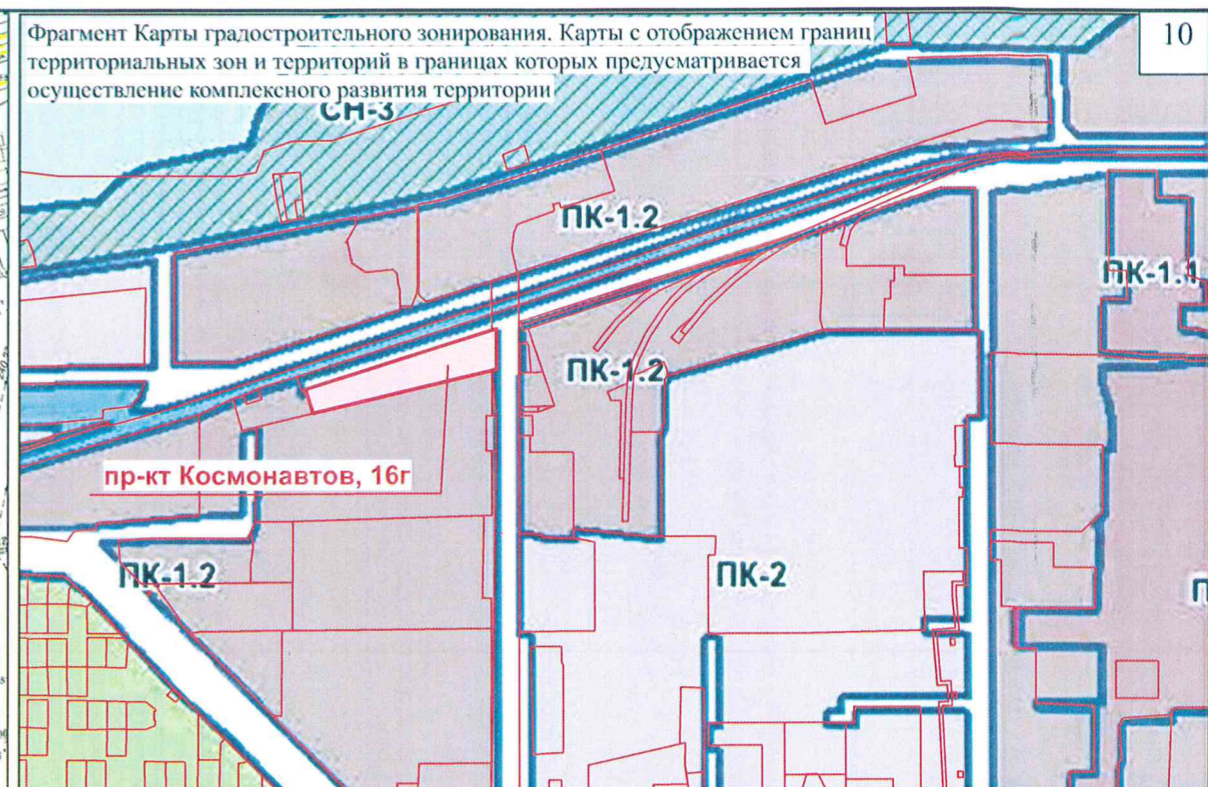 Фрагмент Карты градостроительного зонирования. Карты с отображением границ
территориальных зон и территорий в границах которых предусматривается
осуществление комплексного развития территории
10
СН-3
ПК-1.2
ПК-1.1
ПК-1.2
пр-кт Космонавтов, 16г
ПК-1.2
ПК-2